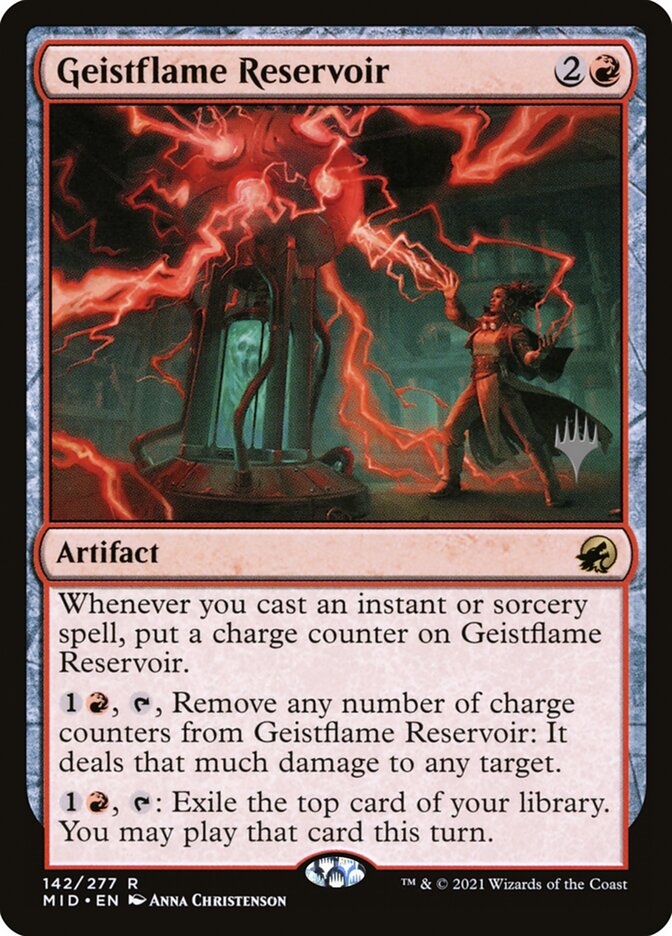 Geistflame Reservoir 2
Artifact
Whenever you cast an instant or sorcery
spell, put a charge counter on Geistflame
Reservoir.
1 , , Remove any number of charge
counters from Geistflame Reservoir: It
deals that much damage to any target.
1 , : Exile the top card of your library.
You may play that card this turn.
142/277 R
MID • EN Anna Christenson
™ & © 2021 Wizards of the Coast